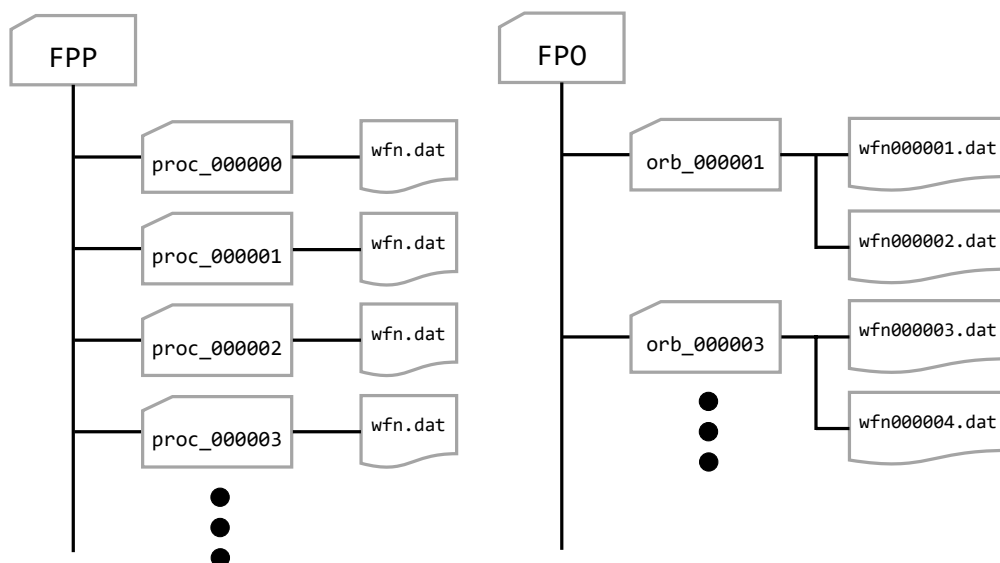 FPP
proc_000000
wfn.dat
proc_000001
wfn.dat
proc_000002
wfn.dat
proc_000003
wfn.dat
FPO
orb_000001
wfn000001.dat
wfn000002.dat
orb_000003
wfn000003.dat
wfn000004.dat